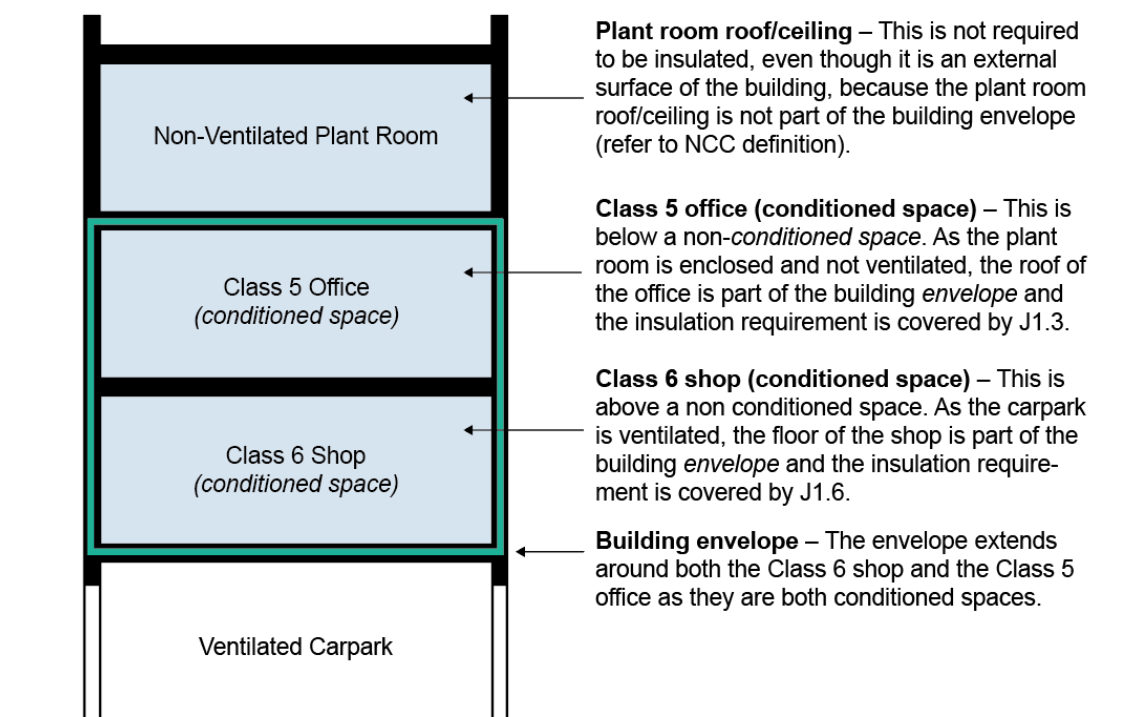 Non-Ventilated Plant Room
Class 5 Office
(conditioned space)
Class 6 Shop
(conditioned space)
Ventilated Carpark
Plant room roof/ceiling – This is not required
to be insulated, even though it is an external
surface of the building, because the plant room
roof/ceiling is not part of the building envelope
(refer to NCC definition).
Class 5 office (conditioned space) – This is
below a non-conditioned space. As the plant
room is enclosed and not ventilated, the roof of
the office is part of the building envelope and
the insulation requirement is covered by J1.3.
Class 6 shop (conditioned space) – This is
above a non conditioned space. As the carpark
is ventilated, the floor of the shop is part of the
building envelope and the insulation require-
ment is covered by J1.6.
Building envelope – The envelope extends
around both the Class 6 shop and the Class 5
office as they are both conditioned spaces.